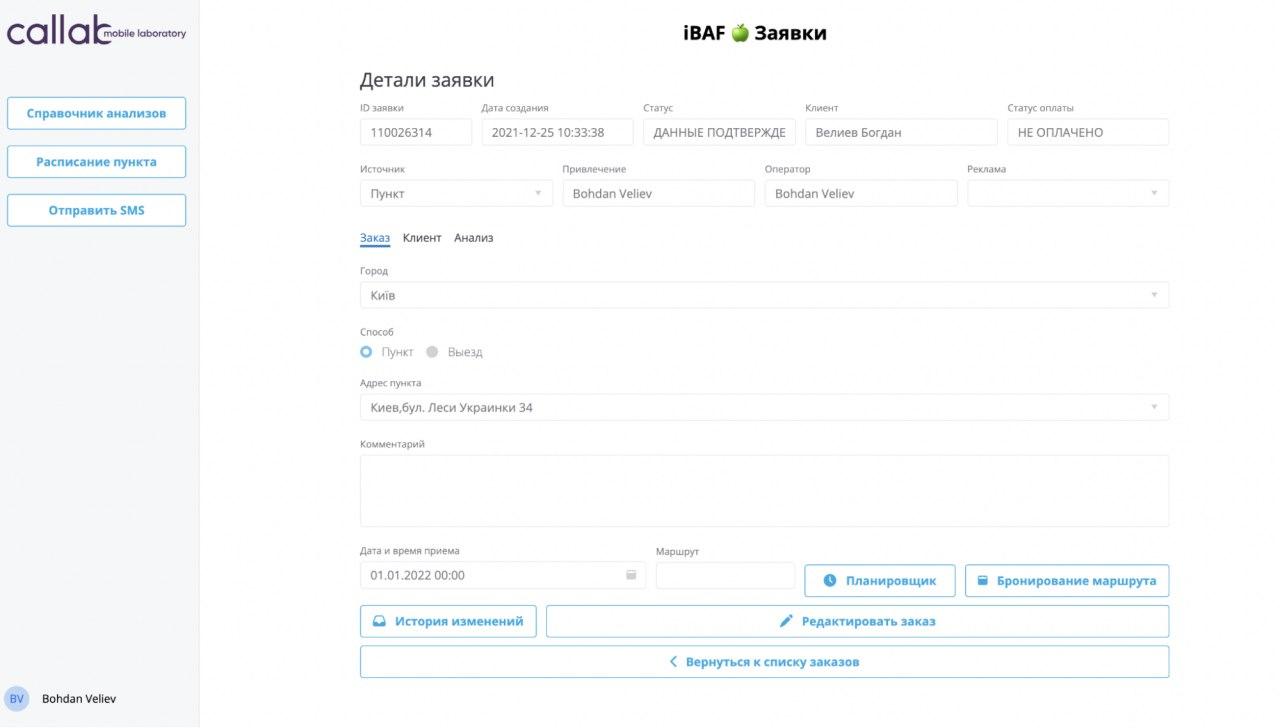 callab mobile laboratory
Справочник анализов
Расписание пункта
Отправить SMS
BV Bohdan Veliev
iBAF 🍏 Заявки
Детали заявки
ID заявки Дата создания Статус Клиент Статус оплаты
110026314 2021-12-25 10:33:38 ДАННЫЕ ПОДТВЕРЖДЕ Велиев Богдан НЕ ОПЛАЧЕНО
Источник Привлечение Оператор Реклама
Пункт Bohdan Veliev Bohdan Veliev
Заказ Клиент Анализ
Город
Київ
Способ
Пункт Выезд
Адрес пункта
Киев,бул. Леси Украинки 34
Комментарий
Дата и время приема Маршрут
01.01.2022 00:00 Планировщик Бронирование маршрута
История изменений Редактировать заказ
Вернуться к списку заказов